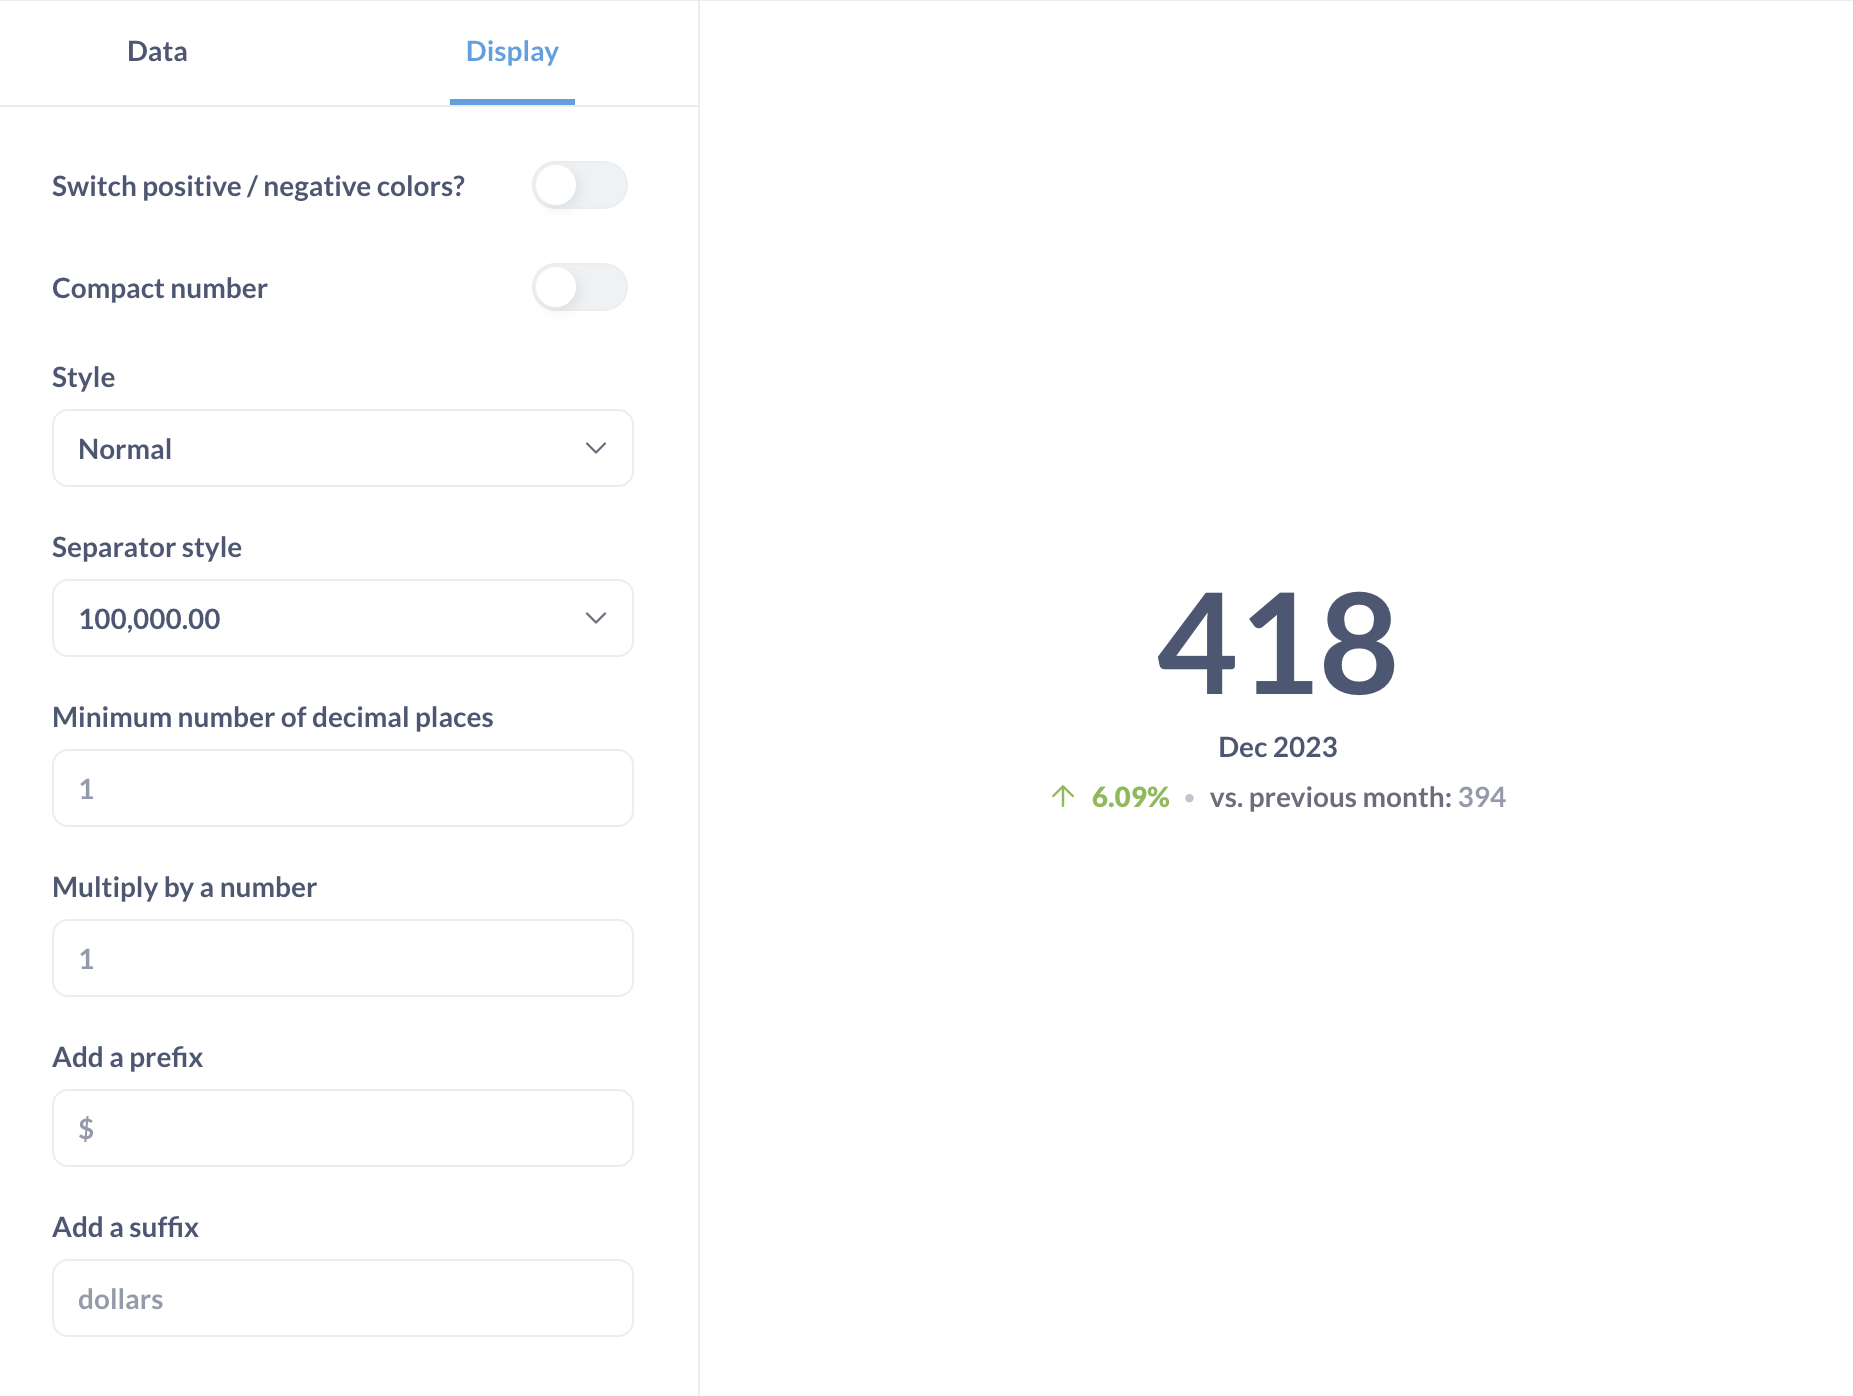 Data
Display
Switch positive / negative colors?
Compact number
Style
Normal
Separator style
100,000.00
Minimum number of decimal places
1
Multiply by a number
1
Add a prefix
$
Add a suffix
dollars
418
Dec 2023
↑ 6.09% • vs. previous month: 394